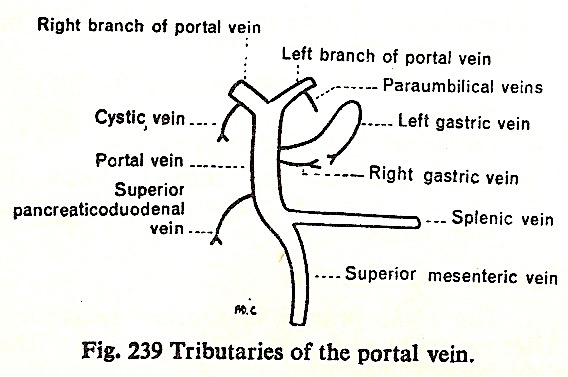 Right branch of portal vein
Left branch of portal vein
Paraumbilical veins
Cystic vein
Left gastric vein
Portal vein
Right gastric vein
Superior
pancreaticoduodenal
vein
Splenic vein
Superior mesenteric vein
M.C
Fig. 239 Tributaries of the portal vein.